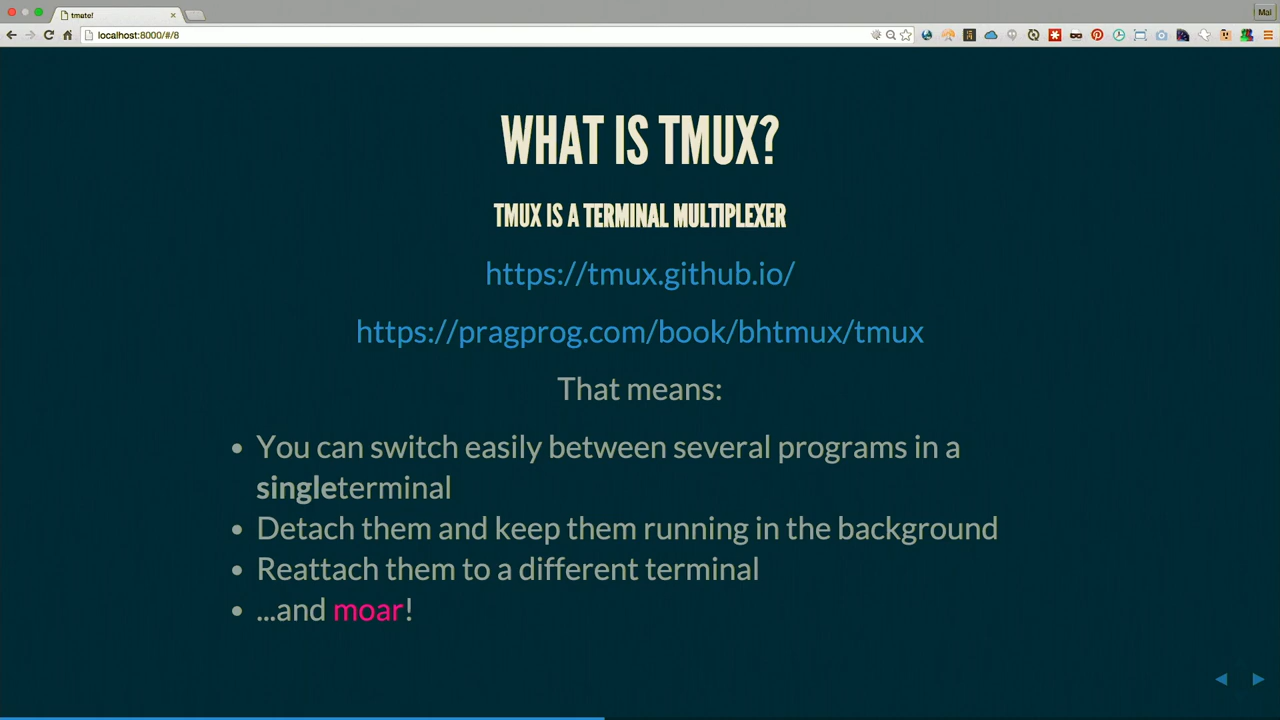 tmate!
Mai
localhost:8000/#/8
WHAT IS TMUX?
TMUX IS A TERMINAL MULTIPLEXER
https://tmux.github.io/
https://pragprog.com/book/bhtmux/tmux
That means:
• You can switch easily between several programs in a
singleterminal
• Detach them and keep them running in the background
• Reattach them to a different terminal
• ...and moar!